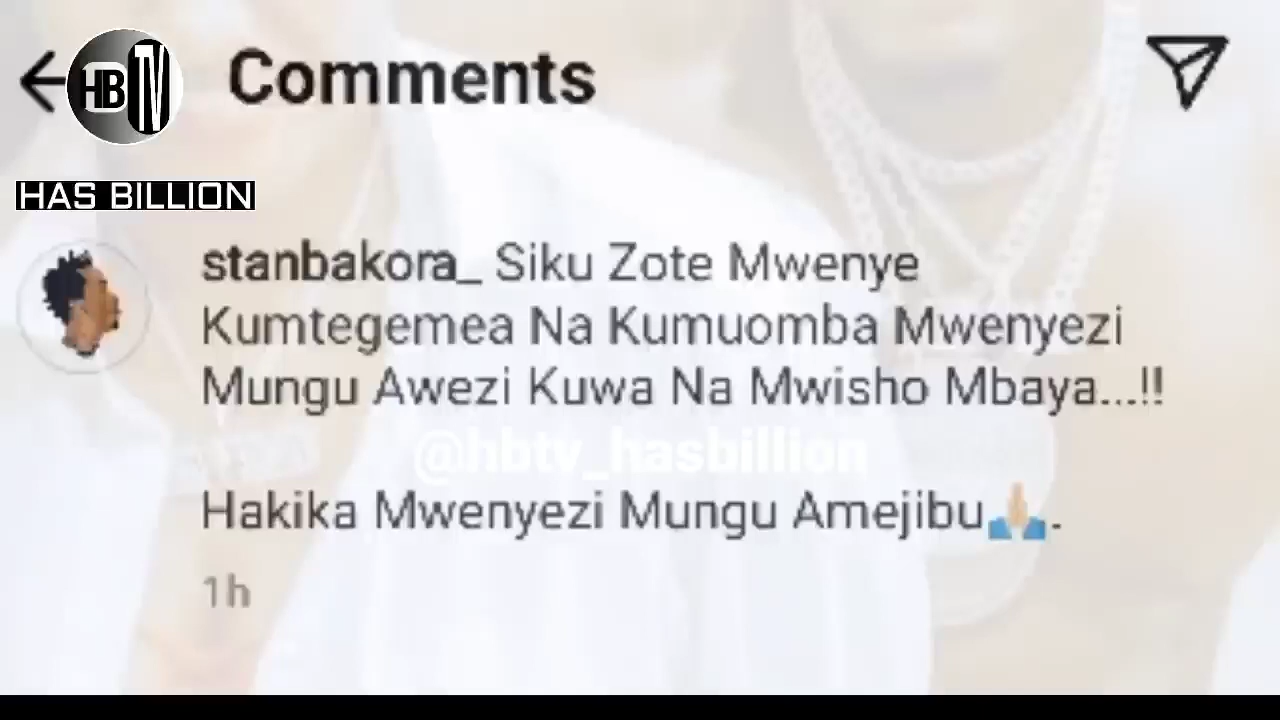 HB TV
Comments
HAS BILLION
stanbakora_ Siku Zote Mwenye
Kumtegemea Na Kumuomba Mwenyezi
Mungu Awezi Kuwa Na Mwisho Mbaya...!!
@hbtv_hasbillion
Hakika Mwenyezi Mungu Amejibu🙏🏼.
1h